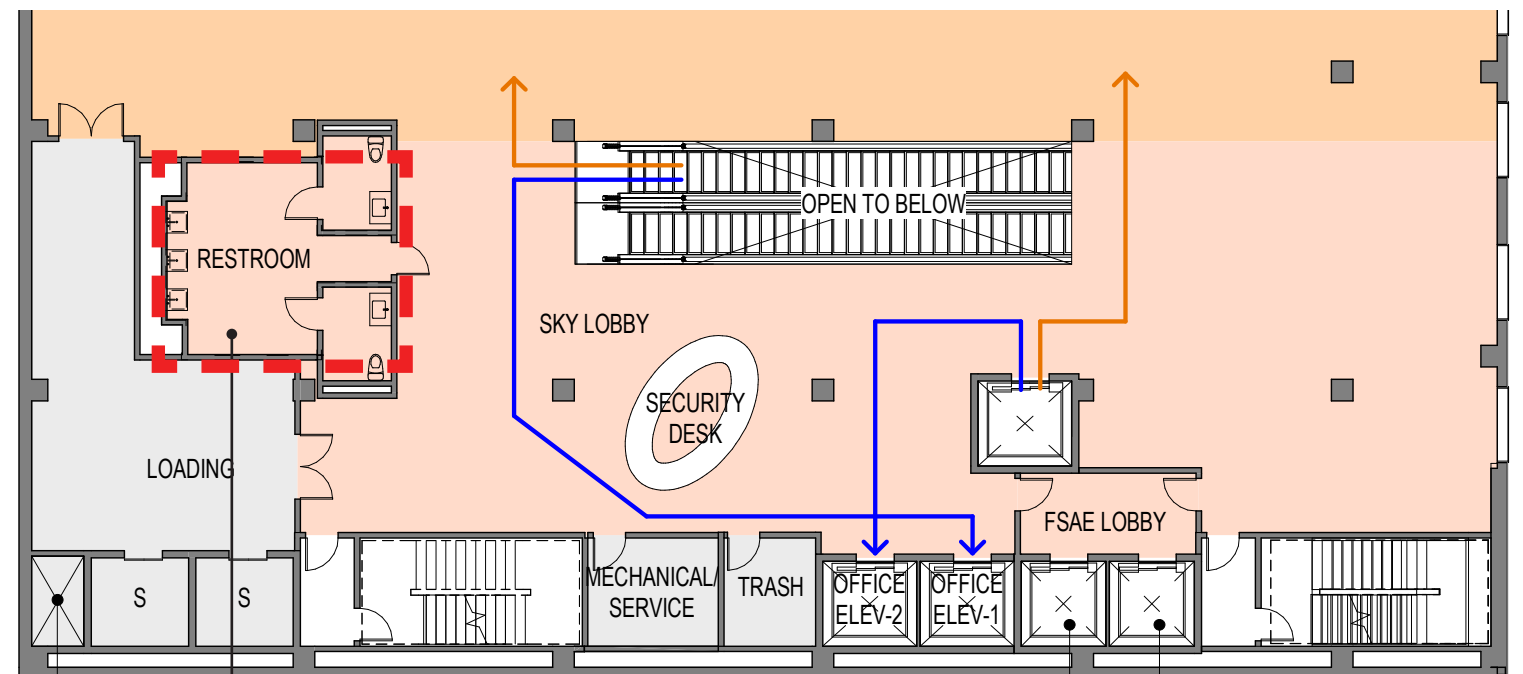 OPEN TO BELOW
RESTROOM
SKY LOBBY
SECURITY
DESK
LOADING
FSAE LOBBY
S
S
MECHANICAL/
SERVICE
TRASH
OFFICE
ELEV-2
OFFICE
ELEV-1